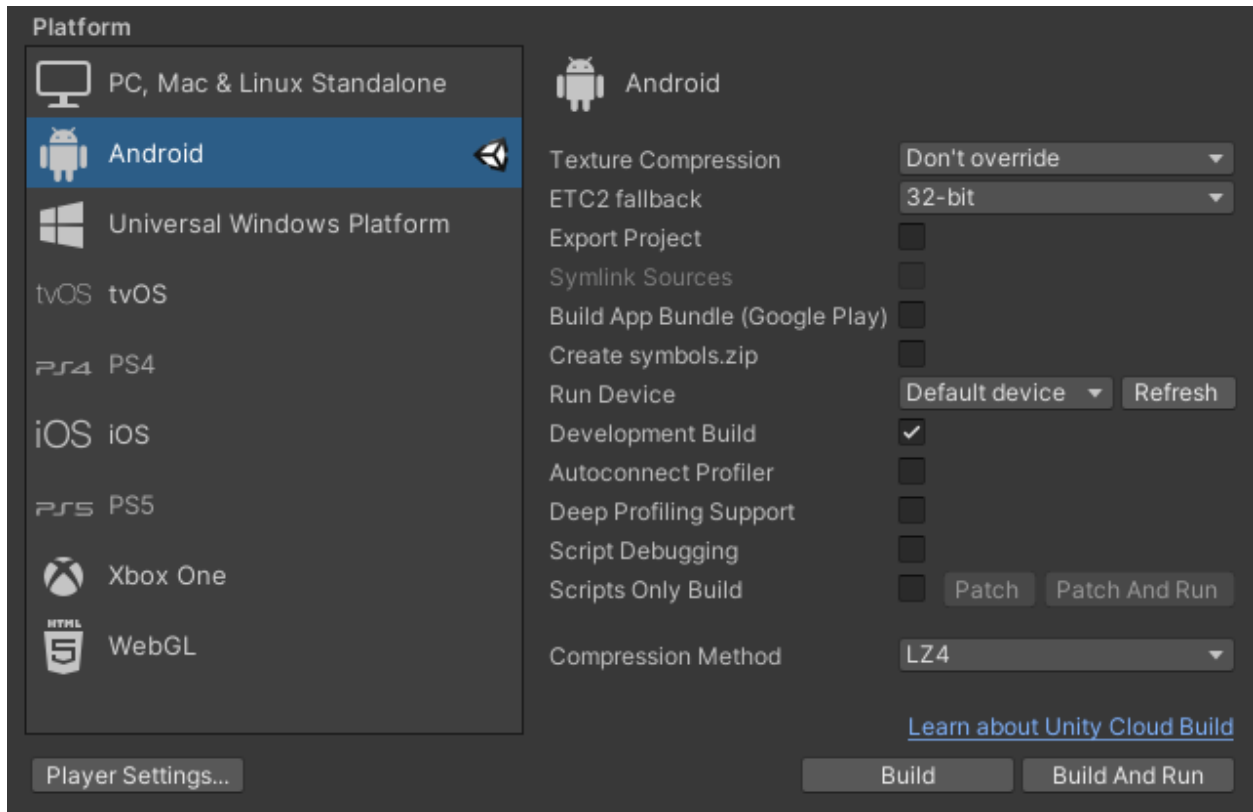 Platform
PC, Mac & Linux Standalone
Android
Universal Windows Platform
tvOS tvOS
PS4 PS4
iOS iOS
PS5 PS5
Xbox One
HTML
5
WebGL
Player Settings...
Android
Texture Compression Don't override
ETC2 fallback 32-bit
Export Project
Symlink Sources
Build App Bundle (Google Play)
Create symbols.zip
Run Device Default device Refresh
Development Build
Autoconnect Profiler
Deep Profiling Support
Script Debugging
Scripts Only Build Patch Patch And Run
Compression Method LZ4
Learn about Unity Cloud Build
Build Build And Run